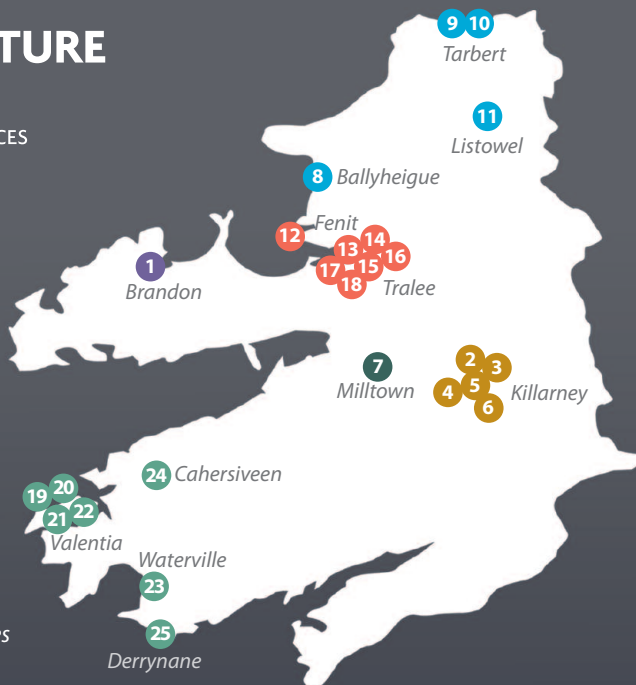 TURE
CES
9 10
Tarbert
11
Listowel
8 Ballyheigue
Fenit
12
13 14
16
17 15
18 Tralee
1
Brandon
2
3
7
Milltown
4 5
6 Killarney
24 Cahersiveen
19 20
21 22
Valentia
Waterville
23
25
Derrynane